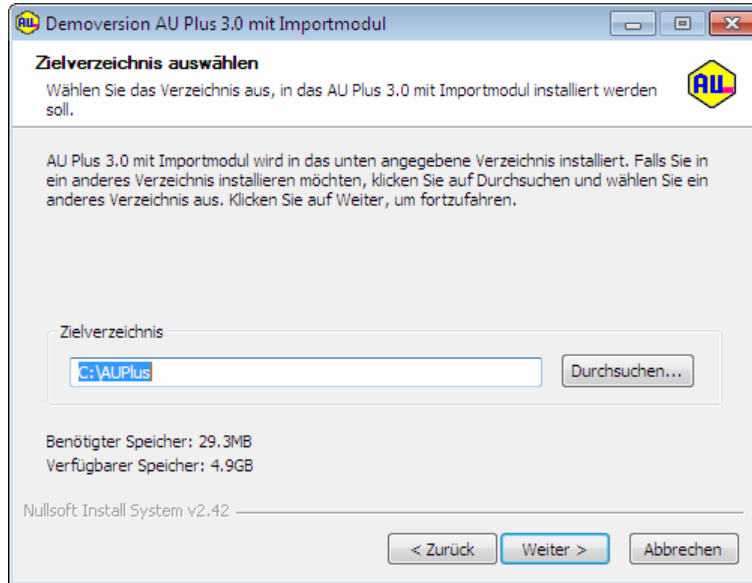 AU Demoversion AU Plus 3.0 mit Importmodul
Zielverzeichnis auswählen
Wählen Sie das Verzeichnis aus, in das AU Plus 3.0 mit Importmodul installiert werden
soll.
AU
AU Plus 3.0 mit Importmodul wird in das unten angegebene Verzeichnis installiert. Falls Sie in
ein anderes Verzeichnis installieren möchten, klicken Sie auf Durchsuchen und wählen Sie ein
anderes Verzeichnis aus. Klicken Sie auf Weiter, um fortzufahren.
Zielverzeichnis
C:\AUPlus
Durchsuchen...
Benötigter Speicher: 29.3MB
Verfügbarer Speicher: 4.9GB
Nullsoft Install System v2.42
< Zurück
Weiter >
Abbrechen